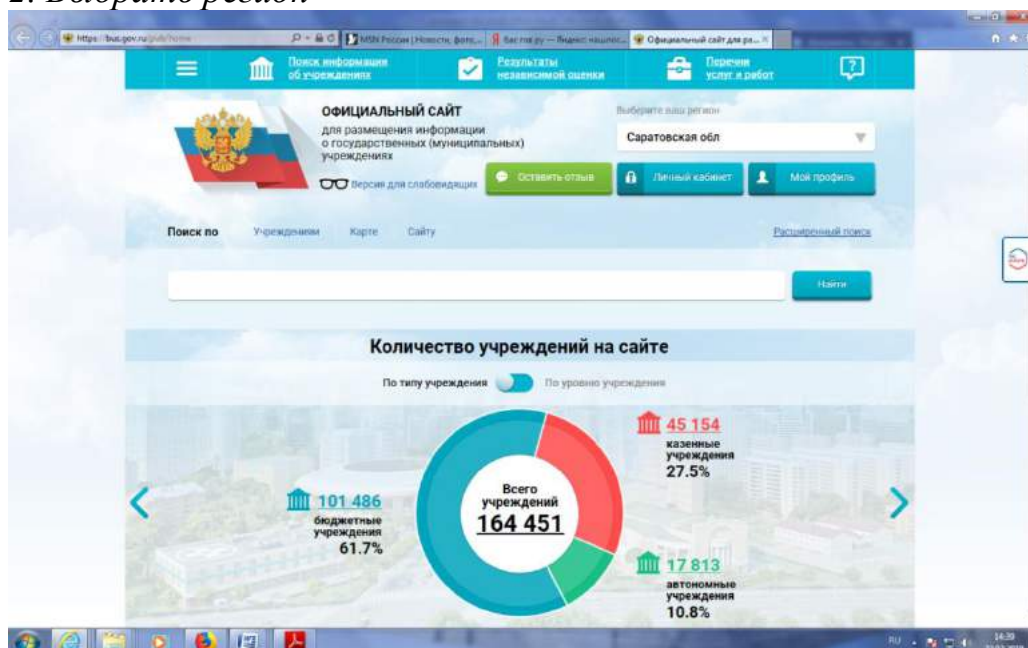 2. Выбрать регион
https://bus.gov.ru/pub/home
MSN Россия | Новости, фото,...
Официальный сайт для ра...
Поиск информации
об учреждениях
Результаты
независимой оценки
Перечни
услуг и работ
?
ОФИЦИАЛЬНЫЙ САЙТ
для размещения информации
о государственных (муниципальных)
учреждениях
Версия для слабовидящих
Выберите ваш регион
Саратовская обл
Оставить отзыв
Личный кабинет
Мой профиль
Поиск по
Учреждениям
Карте
Сайту
Расширенный поиск
Найти
Количество учреждений на сайте
По типу учреждения
По уровню учреждения
45 154
казенные
учреждения
27.5%
Всего
учреждений
164 451
101 486
бюджетные
учреждения
61.7%
17 813
автономные
учреждения
10.8%
RU
14:39